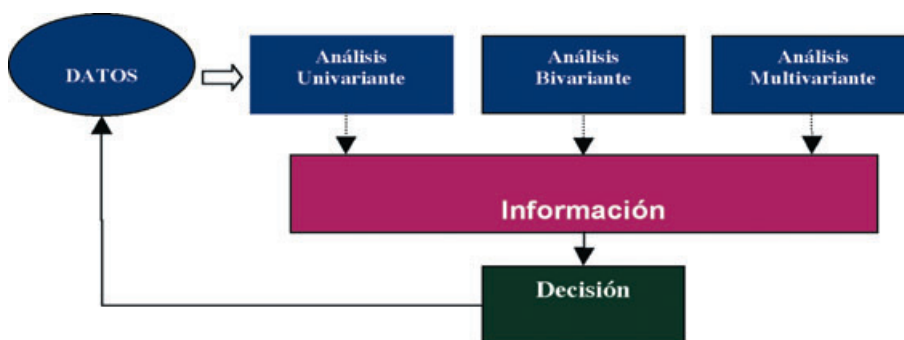 DATOS
Análisis
Univariante
Análisis
Bivariante
Análisis
Multivariante
Información
Decisión